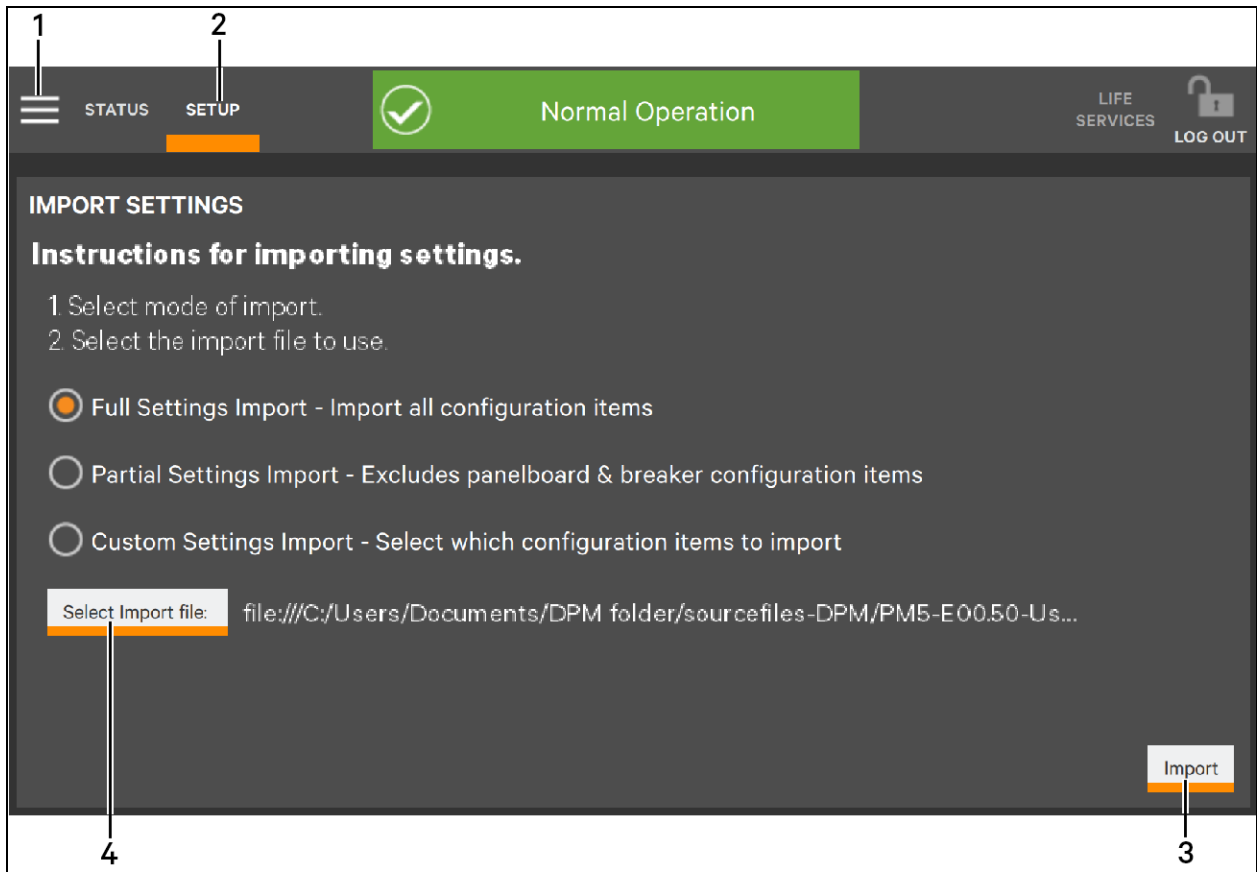 1 2
STATUS SETUP Normal Operation LIFE SERVICES LOG OUT
IMPORT SETTINGS
Instructions for importing settings.
1. Select mode of import.
2. Select the import file to use.
Full Settings Import - Import all configuration items
Partial Settings Import - Excludes panelboard & breaker configuration items
Custom Settings Import - Select which configuration items to import
Select Import file: file:///C:/Users/Documents/DPM folder/sourcefiles-DPM/PM5-E00.50-Us...
Import
4 3